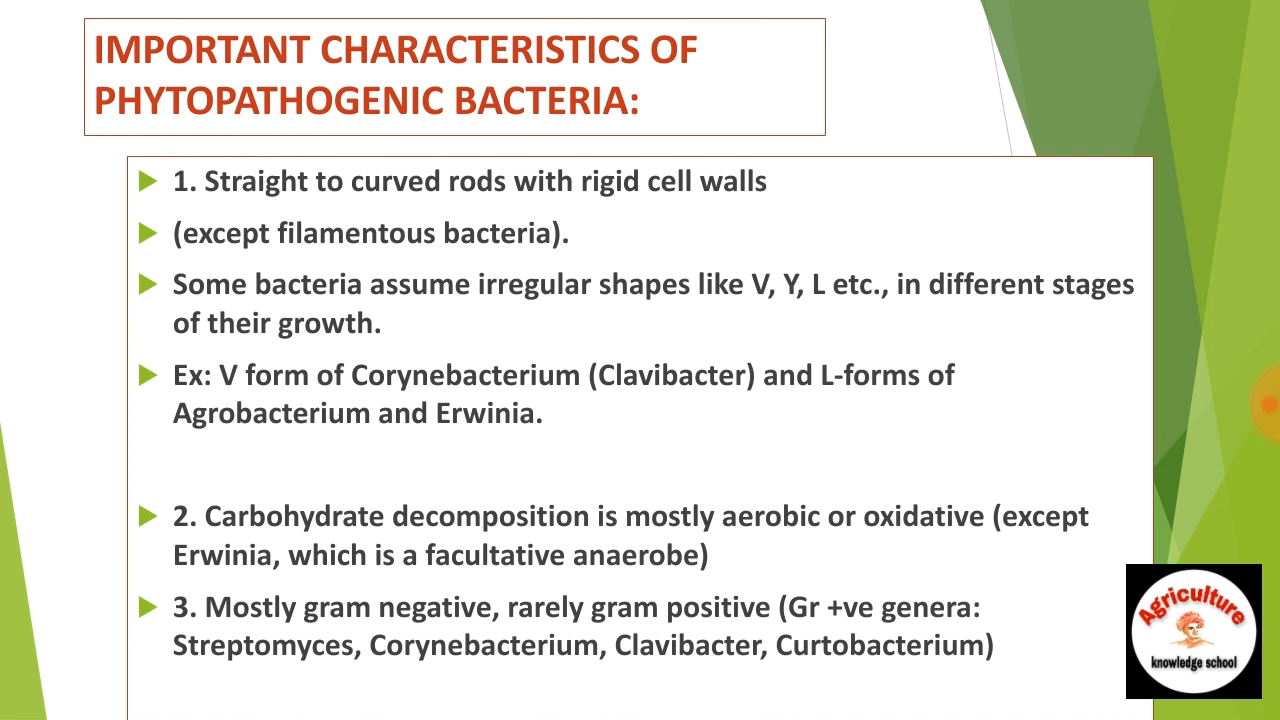 IMPORTANT CHARACTERISTICS OF
PHYTOPATHOGENIC BACTERIA:
1. Straight to curved rods with rigid cell walls
(except filamentous bacteria).
Some bacteria assume irregular shapes like V, Y, L etc., in different stages
of their growth.
Ex: V form of Corynebacterium (Clavibacter) and L-forms of
Agrobacterium and Erwinia.
2. Carbohydrate decomposition is mostly aerobic or oxidative (except
Erwinia, which is a facultative anaerobe)
3. Mostly gram negative, rarely gram positive (Gr +ve genera:
Streptomyces, Corynebacterium, Clavibacter, Curtobacterium)
Agriculture
knowledge school